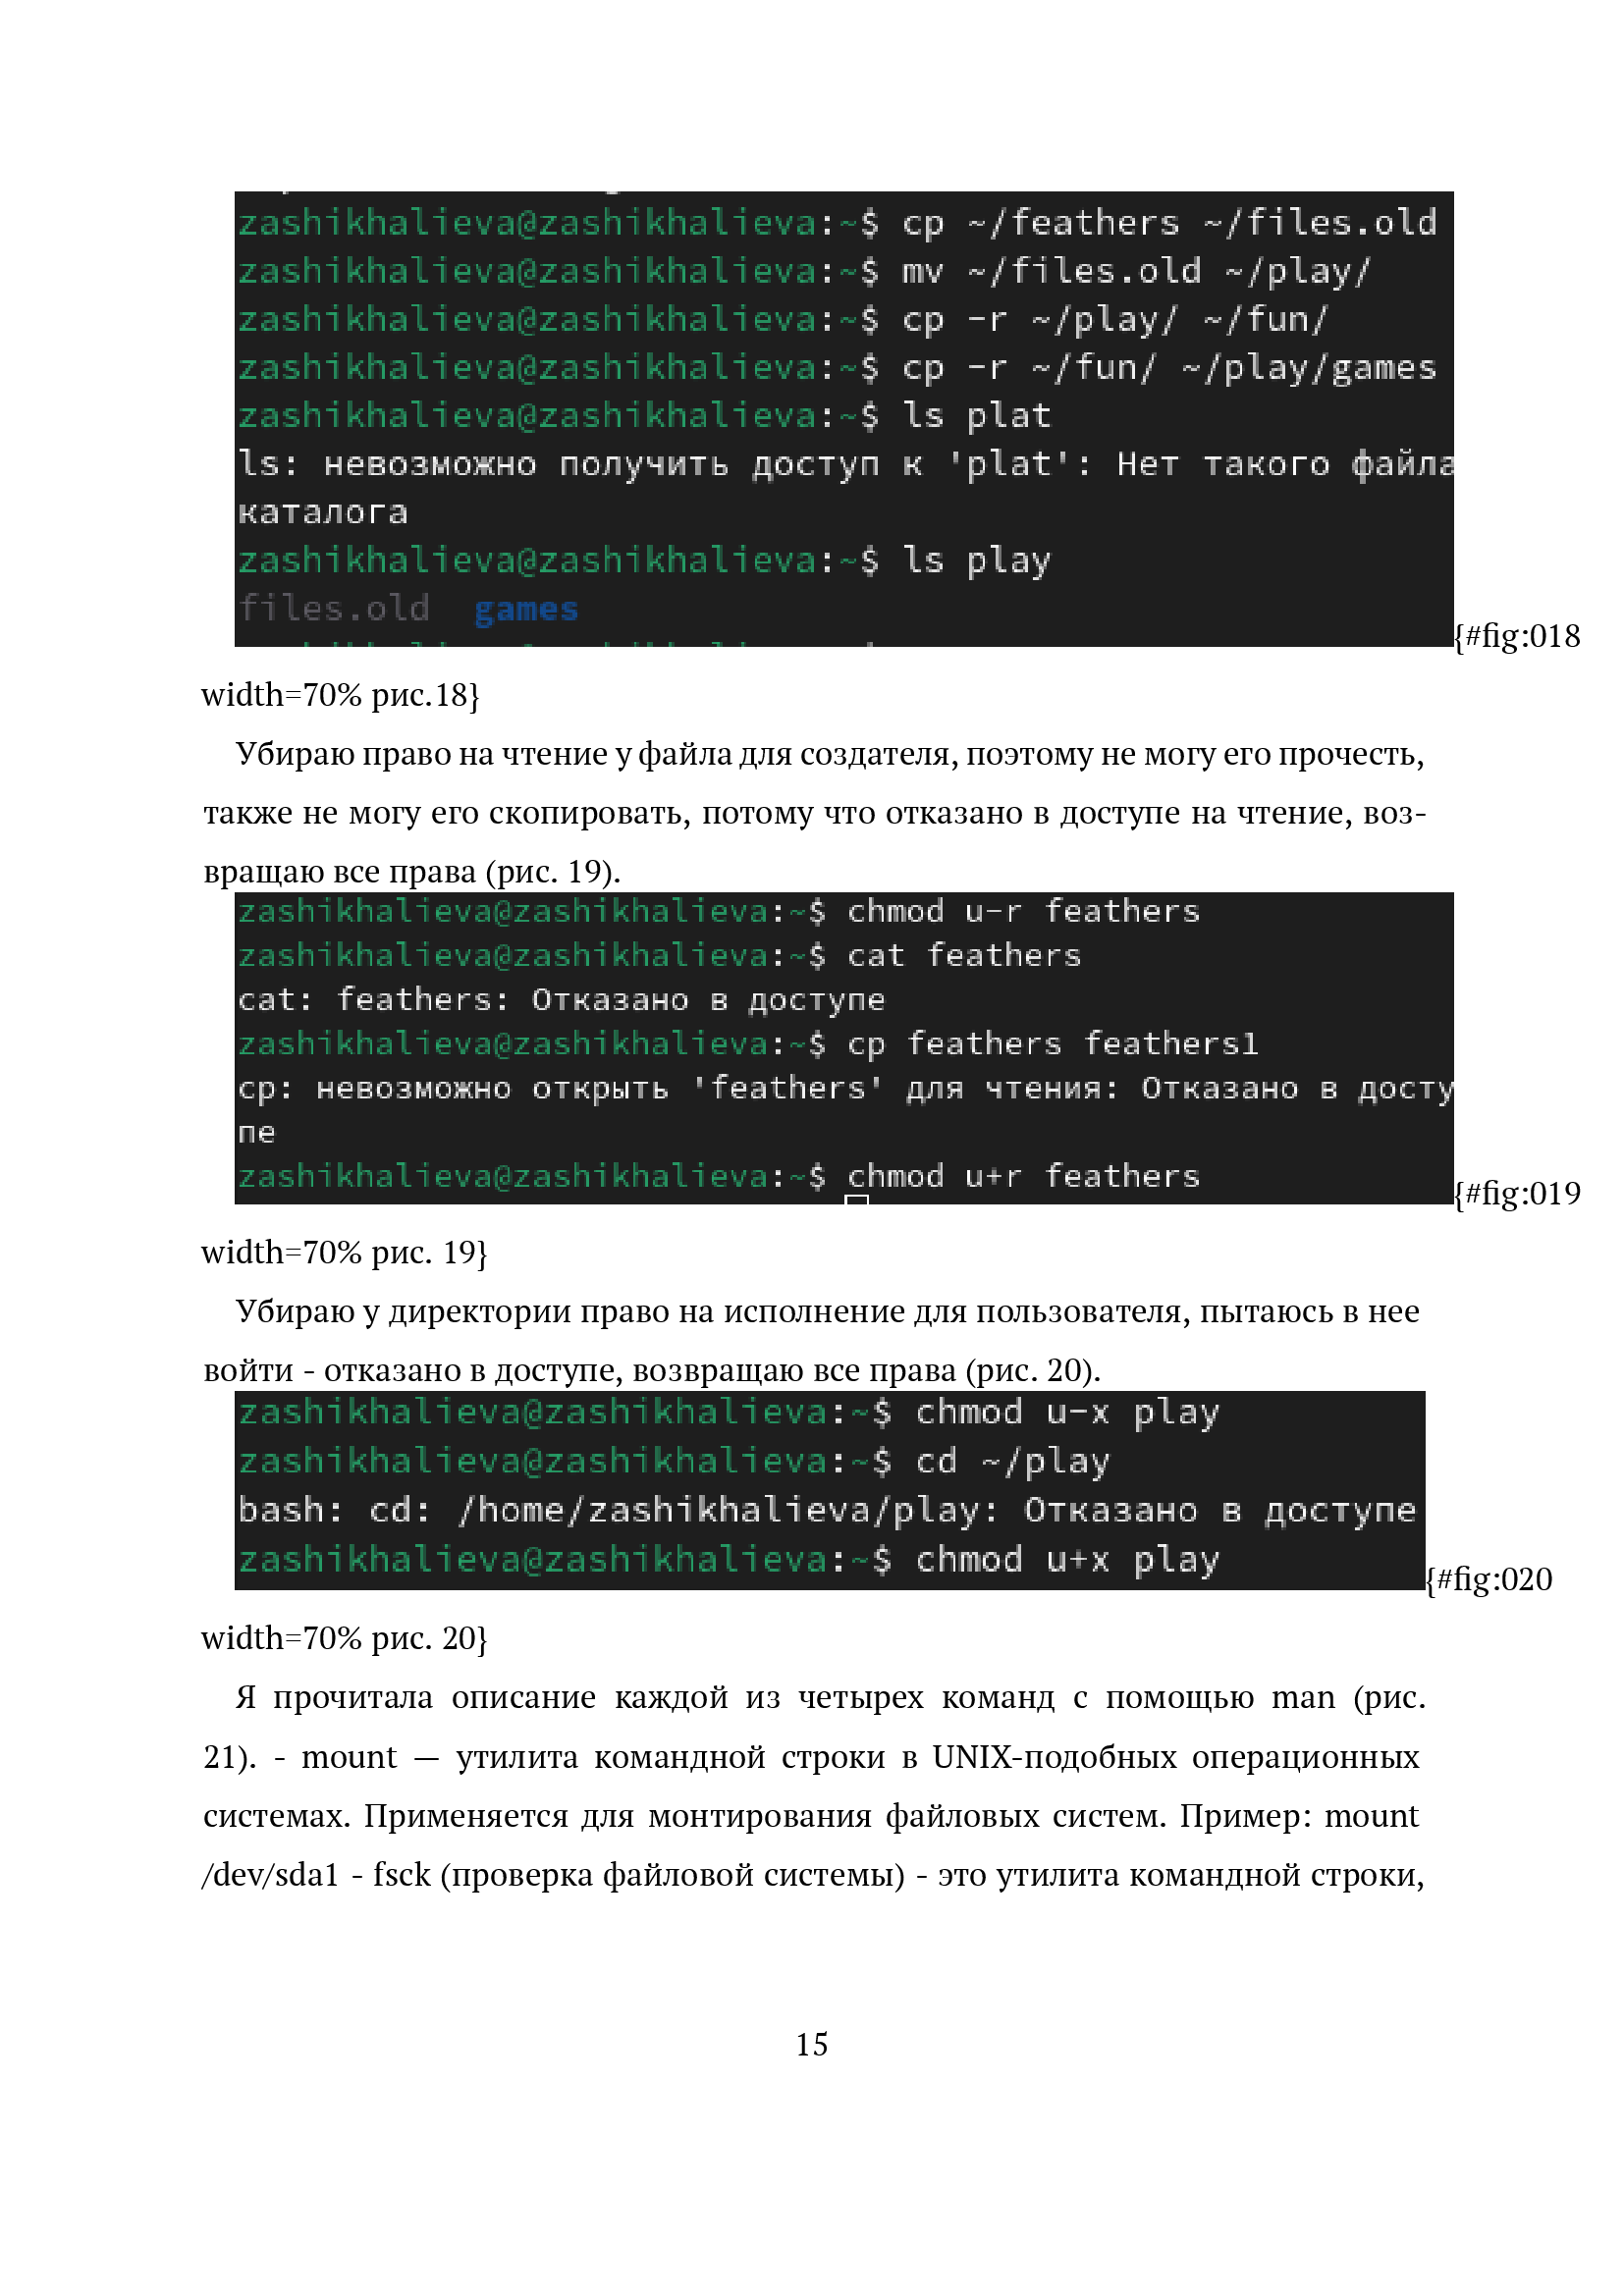 zashikhalieva@zashikhalieva:~$ cp ~/feathers ~/files.old
zashikhalieva@zashikhalieva:~$ mv ~/files.old ~/play/
zashikhalieva@zashikhalieva:~$ cp -r ~/play/ ~/fun/
zashikhalieva@zashikhalieva:~$ cp -r ~/fun/ ~/play/games
zashikhalieva@zashikhalieva:~$ ls plat
ls: невозможно получить доступ к 'plat': Нет такого файла
каталога
zashikhalieva@zashikhalieva:~$ ls play
files.old games
{#fig:018
width=70% рис.18}
Убираю право на чтение у файла для создателя, поэтому не могу его прочесть,
также не могу его скопировать, потому что отказано в доступе на чтение, воз-
вращаю все права (рис. 19).
zashikhalieva@zashikhalieva:~$ chmod u-r feathers
zashikhalieva@zashikhalieva:~$ cat feathers
cat: feathers: Отказано в доступе
zashikhalieva@zashikhalieva:~$ cp feathers feathers1
cp: невозможно открыть 'feathers' для чтения: Отказано в досту
пе
zashikhalieva@zashikhalieva:~$ chmod u+r feathers
{#fig:019
width=70% рис. 19}
Убираю у директории право на исполнение для пользователя, пытаюсь в нее
войти - отказано в доступе, возвращаю все права (рис. 20).
zashikhalieva@zashikhalieva:~$ chmod u-x play
zashikhalieva@zashikhalieva:~$ cd ~/play
bash: cd: /home/zashikhalieva/play: Отказано в доступе
zashikhalieva@zashikhalieva:~$ chmod u+x play
{#fig:020
width=70% рис. 20}
Я прочитала описание каждой из четырех команд с помощью man (рис.
21). - mount — утилита командной строки в UNIX-подобных операционных
системах. Применяется для монтирования файловых систем. Пример: mount
/dev/sda1 - fsck (проверка файловой системы) - это утилита командной строки,
15